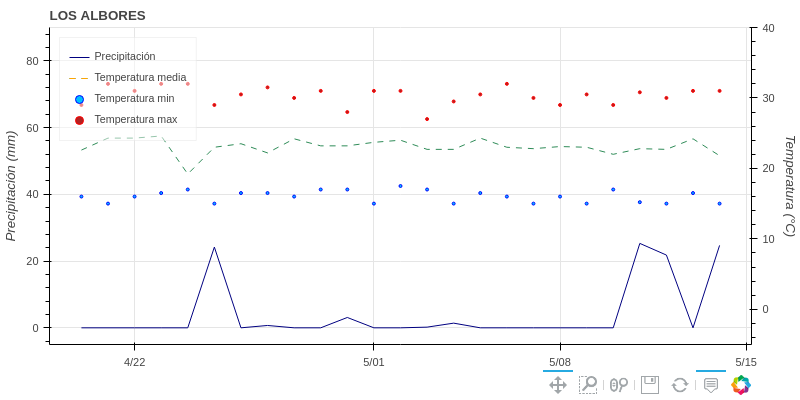 LOS ALBORES
Precipitación
Temperatura media
Temperatura min
Temperatura max
Precipitación (mm)
80
60
40
20
0
Temperatura (°C)
40
30
20
10
0
4/22
5/01
5/08
5/15